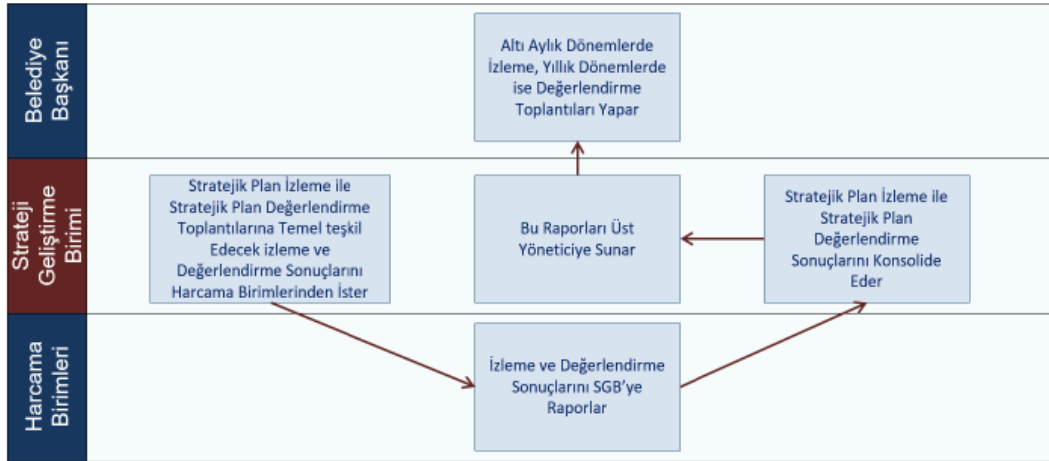 Belediye
Başkanı
Altı Aylık Dönemlerde
İzleme, Yıllık Dönemlerde
ise Değerlendirme
Toplantıları Yapar
Strateji
Geliştirme
Birimi
Stratejik Plan İzleme ile
Stratejik Plan Değerlendirme
Toplantılarına Temel teşkil
Edecek izleme ve
Değerlendirme Sonuçlarını
Harcama Birimlerinden İster
Bu Raporları Üst
Yöneticiye Sunar
Stratejik Plan İzleme ile
Stratejik Plan
Değerlendirme
Sonuçlarını Konsolide
Eder
Harcama
Birimleri
İzleme ve Değerlendirme
Sonuçlarını SGB'ye
Raporlar